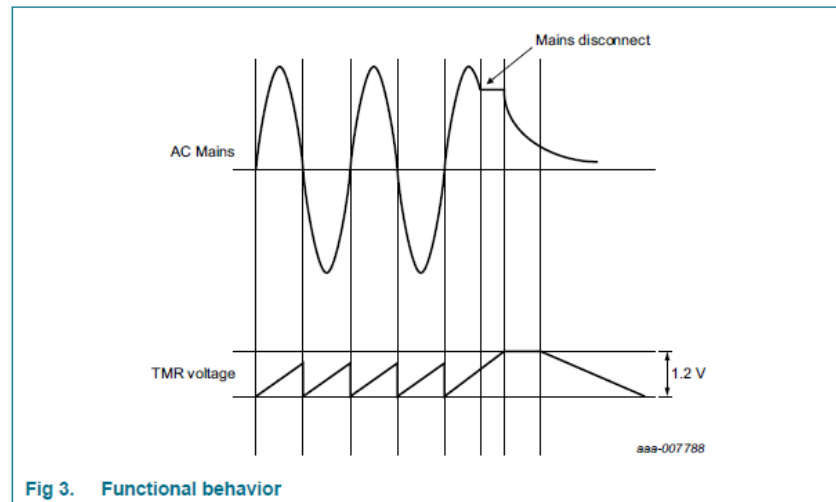 Mains disconnect
AC Mains
TMR voltage
1.2 V
aaa-007788
Fig 3. Functional behavior